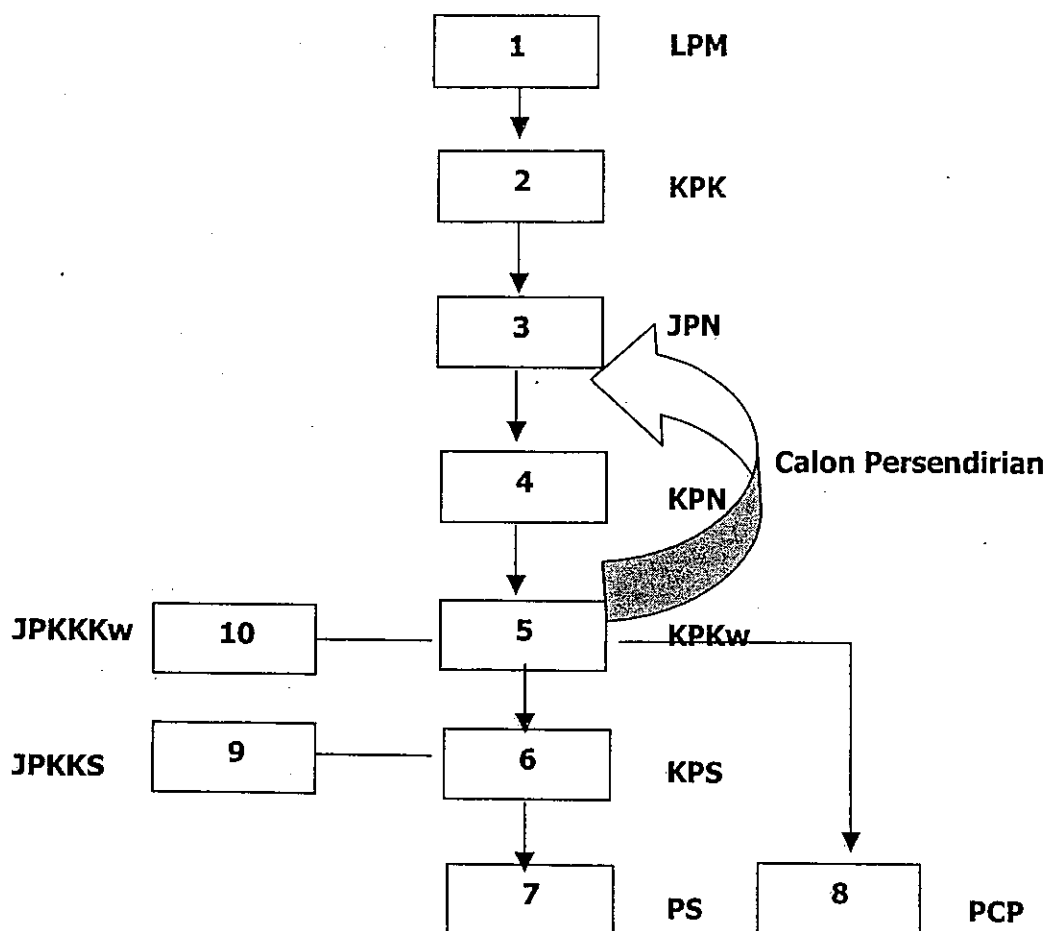 1 LPM
2 KPK
3 JPN
Calon Persendirian
4 KPN
JPKKKw 10 5 KPKw
JPKKS 9 6 KPS
7 PS 8 PCP